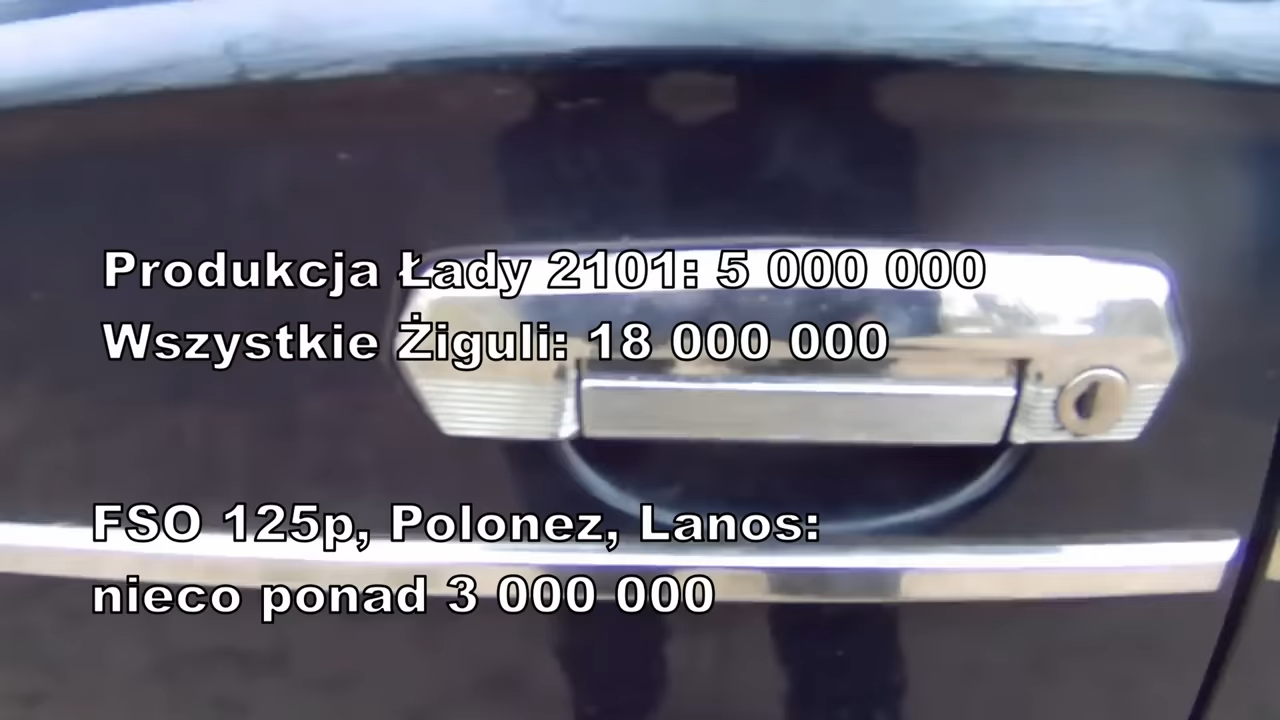 Produkcja Łady 2101: 5 000 000
Wszystkie Żiguli: 18 000 000
FSO 125p, Polonez, Lanos:
nieco ponad 3 000 000